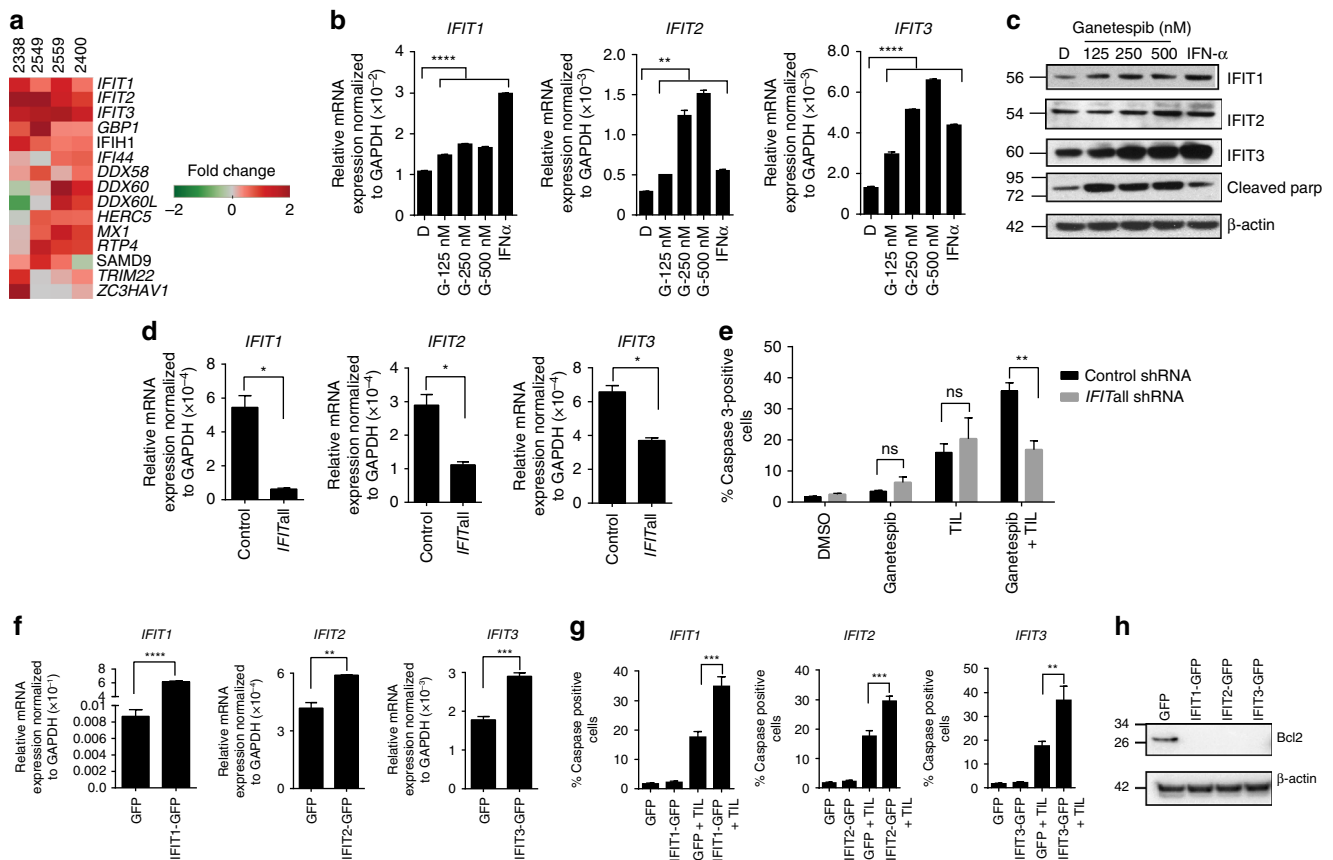 a
2338
2549
2559
2400
IFIT1
IFIT2
IFIT3
GBP1
IFIH1
IFI44
DDX58
DDX60
DDX60L
HERC5
MX1
RTP4
SAMD9
TRIM22
ZC3HAV1
Fold change
−2 0 2
b
IFIT1
Relative mRNA
expression normalized
to GAPDH (×10⁻²)
4
3
2
1
0
****
D
G-125 nM
G-250 nM
G-500 nM
IFNα
IFIT2
Relative mRNA
expression normalized
to GAPDH (×10⁻³)
2.0
1.5
1.0
0.5
0.0
**
D
G-125 nM
G-250 nM
G-500 nM
IFNα
IFIT3
Relative mRNA
expression normalized
to GAPDH (×10⁻³)
8.0
6.0
4.0
2.0
0.0
****
D
G-125 nM
G-250 nM
G-500 nM
IFNα
c
Ganetespib (nM)
D 125 250 500 IFN-α
56 IFIT1
54 IFIT2
60 IFIT3
95
72
Cleaved parp
42 β-actin
d
IFIT1
Relative mRNA
expression normalized
to GAPDH (×10⁻⁴)
8
6
4
2
0
*
Control
IFITall
IFIT2
Relative mRNA
expression normalized
to GAPDH (×10⁻⁴)
4
3
2
1
0
*
Control
IFITall
IFIT3
Relative mRNA
expression normalized
to GAPDH (×10⁻⁴)
8
6
4
2
0
*
Control
IFITall
e
% Caspase 3-positive
cells
50
40
30
20
10
0
ns
ns
**
DMSO
Ganetespib
TIL
Ganetespib
+ TIL
Control shRNA
IFITall shRNA
f
IFIT1
Relative mRNA
expression normalized
to GAPDH (×10⁻¹)
8
6
4
0.010
0.008
0.006
0.004
0.002
0.0
****
GFP
IFIT1-GFP
IFIT2
Relative mRNA
expression normalized
to GAPDH (×10⁻⁴)
6
3
0
**
GFP
IFIT2-GFP
IFIT3
Relative mRNA
expression normalized
to GAPDH (×10⁻³)
4
3
2
1
0
***
GFP
IFIT3-GFP
g
IFIT1
% Caspase positive
cells
40
30
20
10
0
***
GFP
IFIT1-GFP
GFP + TIL
IFIT1-GFP
+ TIL
IFIT2
% Caspase positive
cells
40
30
20
10
0
***
GFP
IFIT2-GFP
GFP + TIL
IFIT2-GFP
+ TIL
IFIT3
% Caspase positive
cells
50
40
30
20
10
0
**
GFP
IFIT3-GFP
GFP + TIL
IFIT3-GFP
+ TIL
h
GFP
IFIT1-GFP
IFIT2-GFP
IFIT3-GFP
34
26
Bcl2
42
β-actin